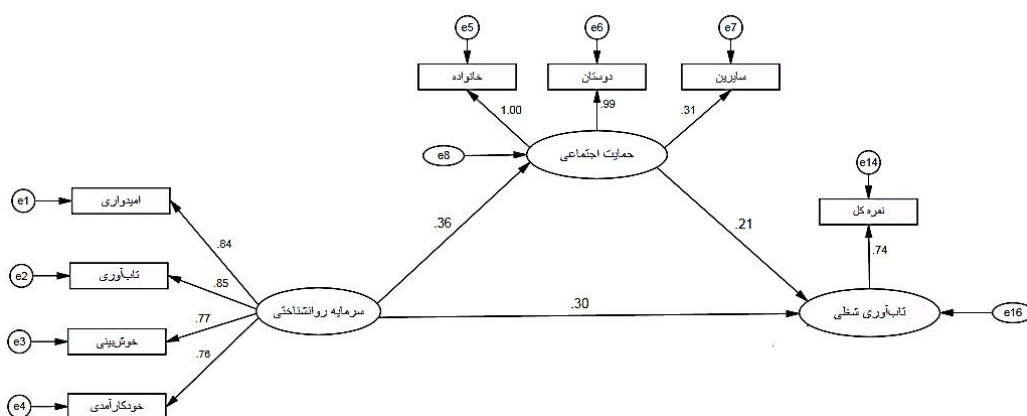 e5
e6
e7
خانواده
دوستان
سایرین
1.00
.99
.31
e8
حمایت اجتماعی
e14
e1
امیدواری
نمره کل
.36
.21
.84
.74
e2
تاب‌آوری
.85
.30
سرمایه روانشناختی
تاب‌آوری شغلی
e16
.77
e3
خوش‌بینی
.76
e4
خودکارآمدی